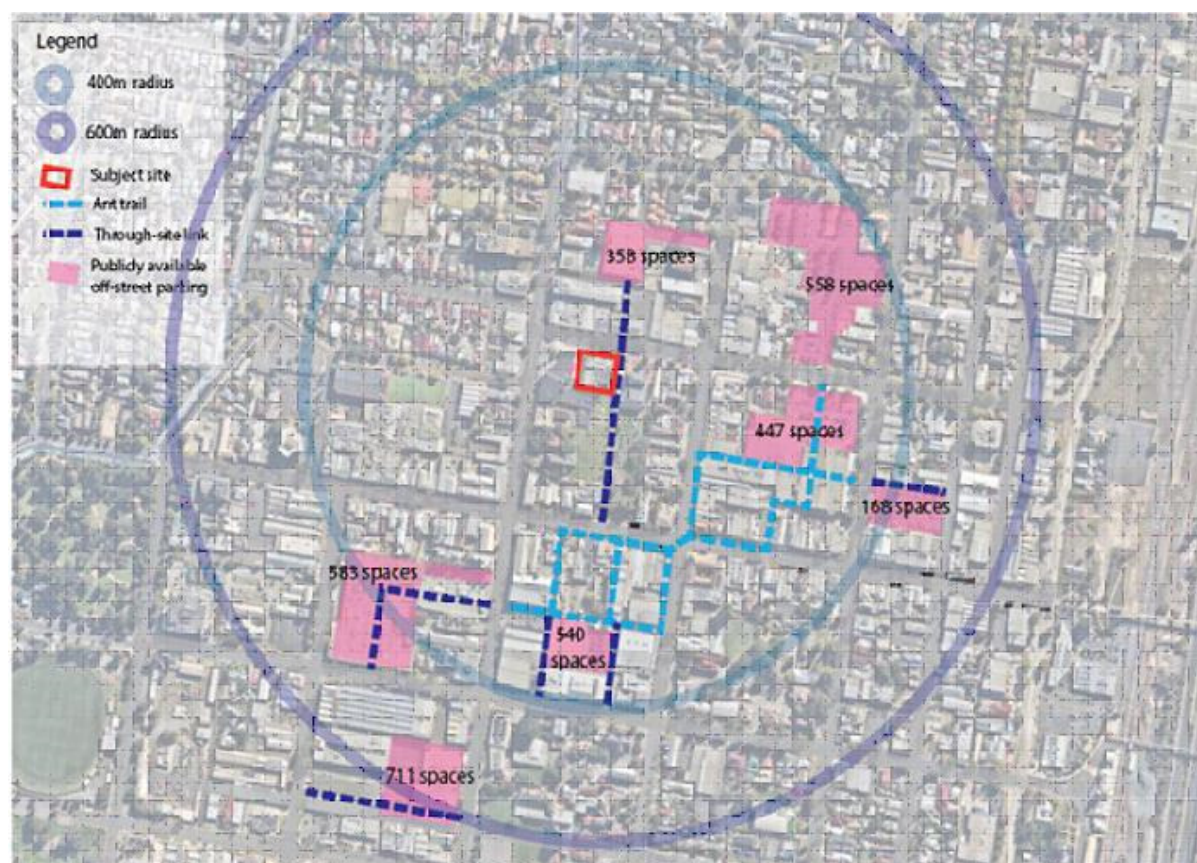 Legend
400m radius
600m radius
Subject site
Ant trail
Through-site link
Publicly available
off-street parking
358 spaces
558 spaces
447 spaces
168 spaces
583 spaces
540
spaces
711 spaces